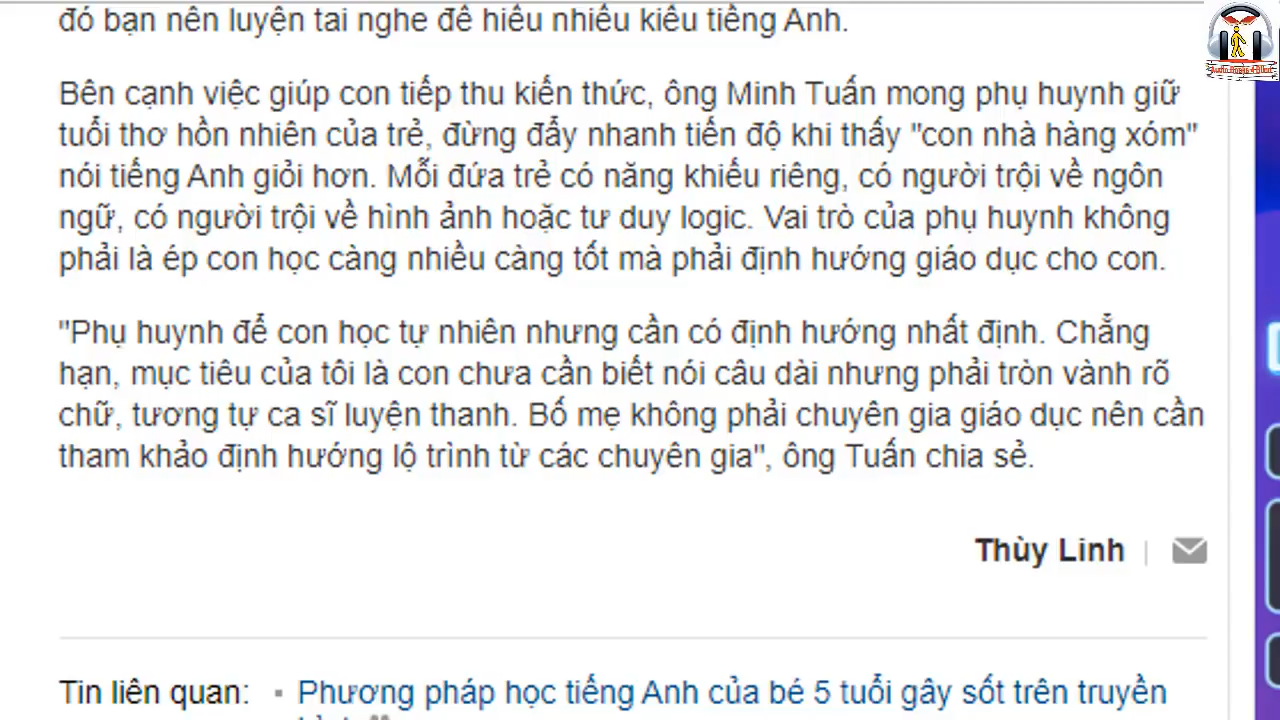 đó bạn nên luyện tai nghe để hiểu nhiều kiểu tiếng Anh.
Bên cạnh việc giúp con tiếp thu kiến thức, ông Minh Tuấn mong phụ huynh giữ
tuổi thơ hồn nhiên của trẻ, đừng đẩy nhanh tiến độ khi thấy "con nhà hàng xóm"
nói tiếng Anh giỏi hơn. Mỗi đứa trẻ có năng khiếu riêng, có người trội về ngôn
ngữ, có người trội về hình ảnh hoặc tư duy logic. Vai trò của phụ huynh không
phải là ép con học càng nhiều càng tốt mà phải định hướng giáo dục cho con.
"Phụ huynh để con học tự nhiên nhưng cần có định hướng nhất định. Chẳng
hạn, mục tiêu của tôi là con chưa cần biết nói câu dài nhưng phải tròn vành rõ
chữ, tương tự ca sĩ luyện thanh. Bố mẹ không phải chuyên gia giáo dục nên cần
tham khảo định hướng lộ trình từ các chuyên gia", ông Tuấn chia sẻ.
Thùy Linh
Tin liên quan:
Phương pháp học tiếng Anh của bé 5 tuổi gây sốt trên truyền